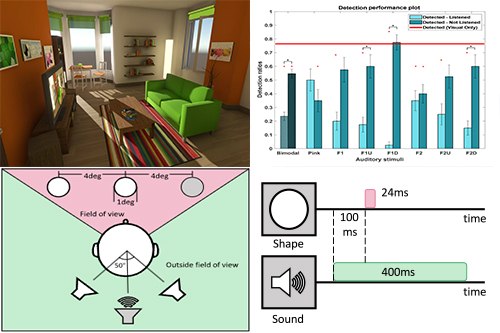 Detection performance plot
Detected - Listened
Detected - Not Listened
Detected (Visual Only)
Detection ratios
1
0.9
0.8
0.7
0.6
0.5
0.4
0.3
0.2
0.1
0
Bimodal Pink F1 F1U F1D F2 F2U F2D
Auditory stimuli
4deg 4deg
1deg
Field of view
50°
Outside field of view
24ms
100 ms
time
Shape
400ms
time
Sound